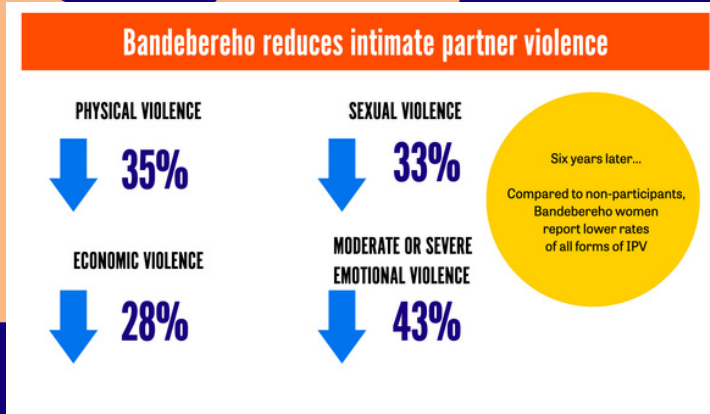 Bandebereho reduces intimate partner violence
PHYSICAL VIOLENCE
35%
SEXUAL VIOLENCE
33%
ECONOMIC VIOLENCE
28%
MODERATE OR SEVERE
EMOTIONAL VIOLENCE
43%
Six years later...
Compared to non-participants,
Bandebereho women
report lower rates
of all forms of IPV